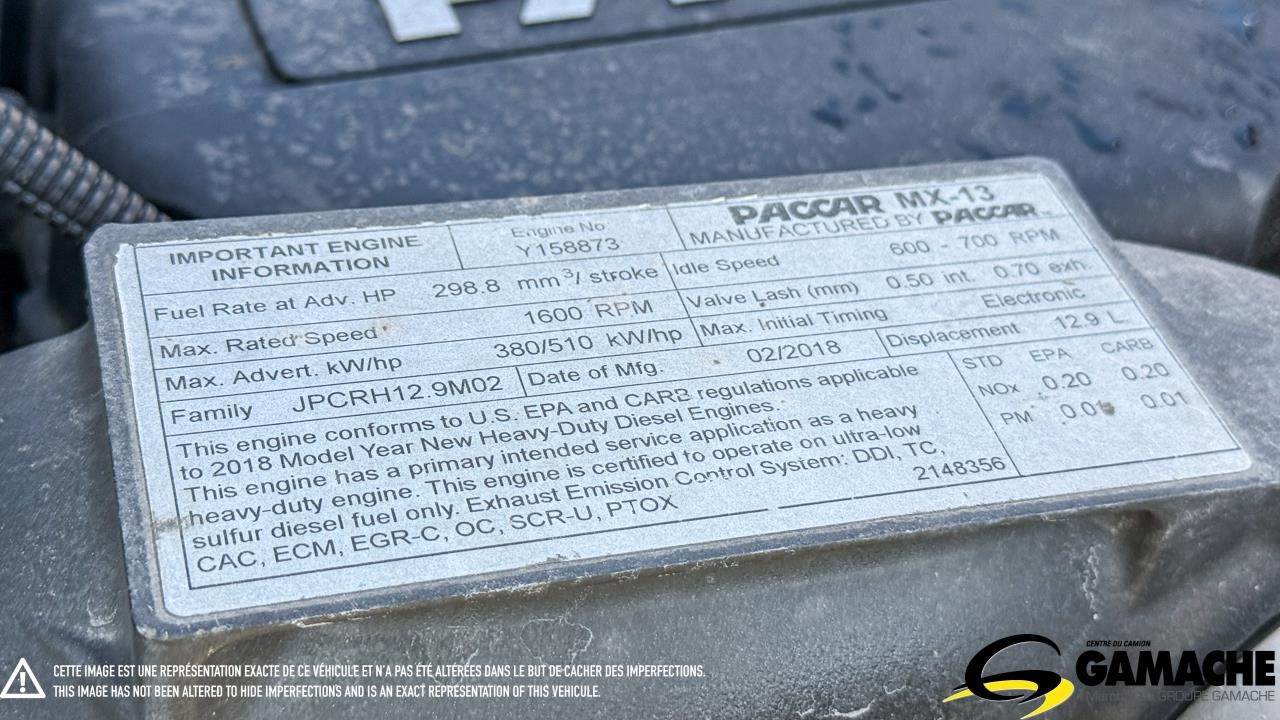 IMPORTANT ENGINE
INFORMATION
Engine No
Y158873
PACCAR MX-13
MANUFACTURED BY PACCAR
Fuel Rate at Adv. HP 298.8 mm³/ stroke
Idle Speed 600 700 RPM
Max. Rated Speed 1600 RPM
Valve Lash (mm) 0.50 int. 0.70 exh.
Max. Advert. kW/hp 380/510 kW/hp
Max. Initial Timing Electronic
Family JPCRH12.9M02
Date of Mfg. 02/2018
Displacement 12.9 L
This engine conforms to U.S. EPA and CARB regulations applicable
to 2018 Model Year New Heavy-Duty Diesel Engines.
This engine has a primary intended service application as a heavy
heavy-duty engine. This engine is certified to operate on ultra-low
sulfur diesel fuel only. Exhaust Emission Control System: DDI, TC,
CAC, ECM, EGR-C, OC, SCR-U, PTOX
2148356
STD EPA CARB
NOx 0.20 0.20
PM 0.01 0.01
CETTE IMAGE EST UNE REPRÉSENTATION EXACTE DE CE VÉHICULE ET N'A PAS ÉTÉ ALTÉRÉES DANS LE BUT DE CACHER DES IMPERFECTIONS.
THIS IMAGE HAS NOT BEEN ALTERED TO HIDE IMPERFECTIONS AND IS AN EXACT REPRESENTATION OF THIS VEHICULE.
CENTRE DU CAMION
GAMACHE
GROUPE GAMACHE